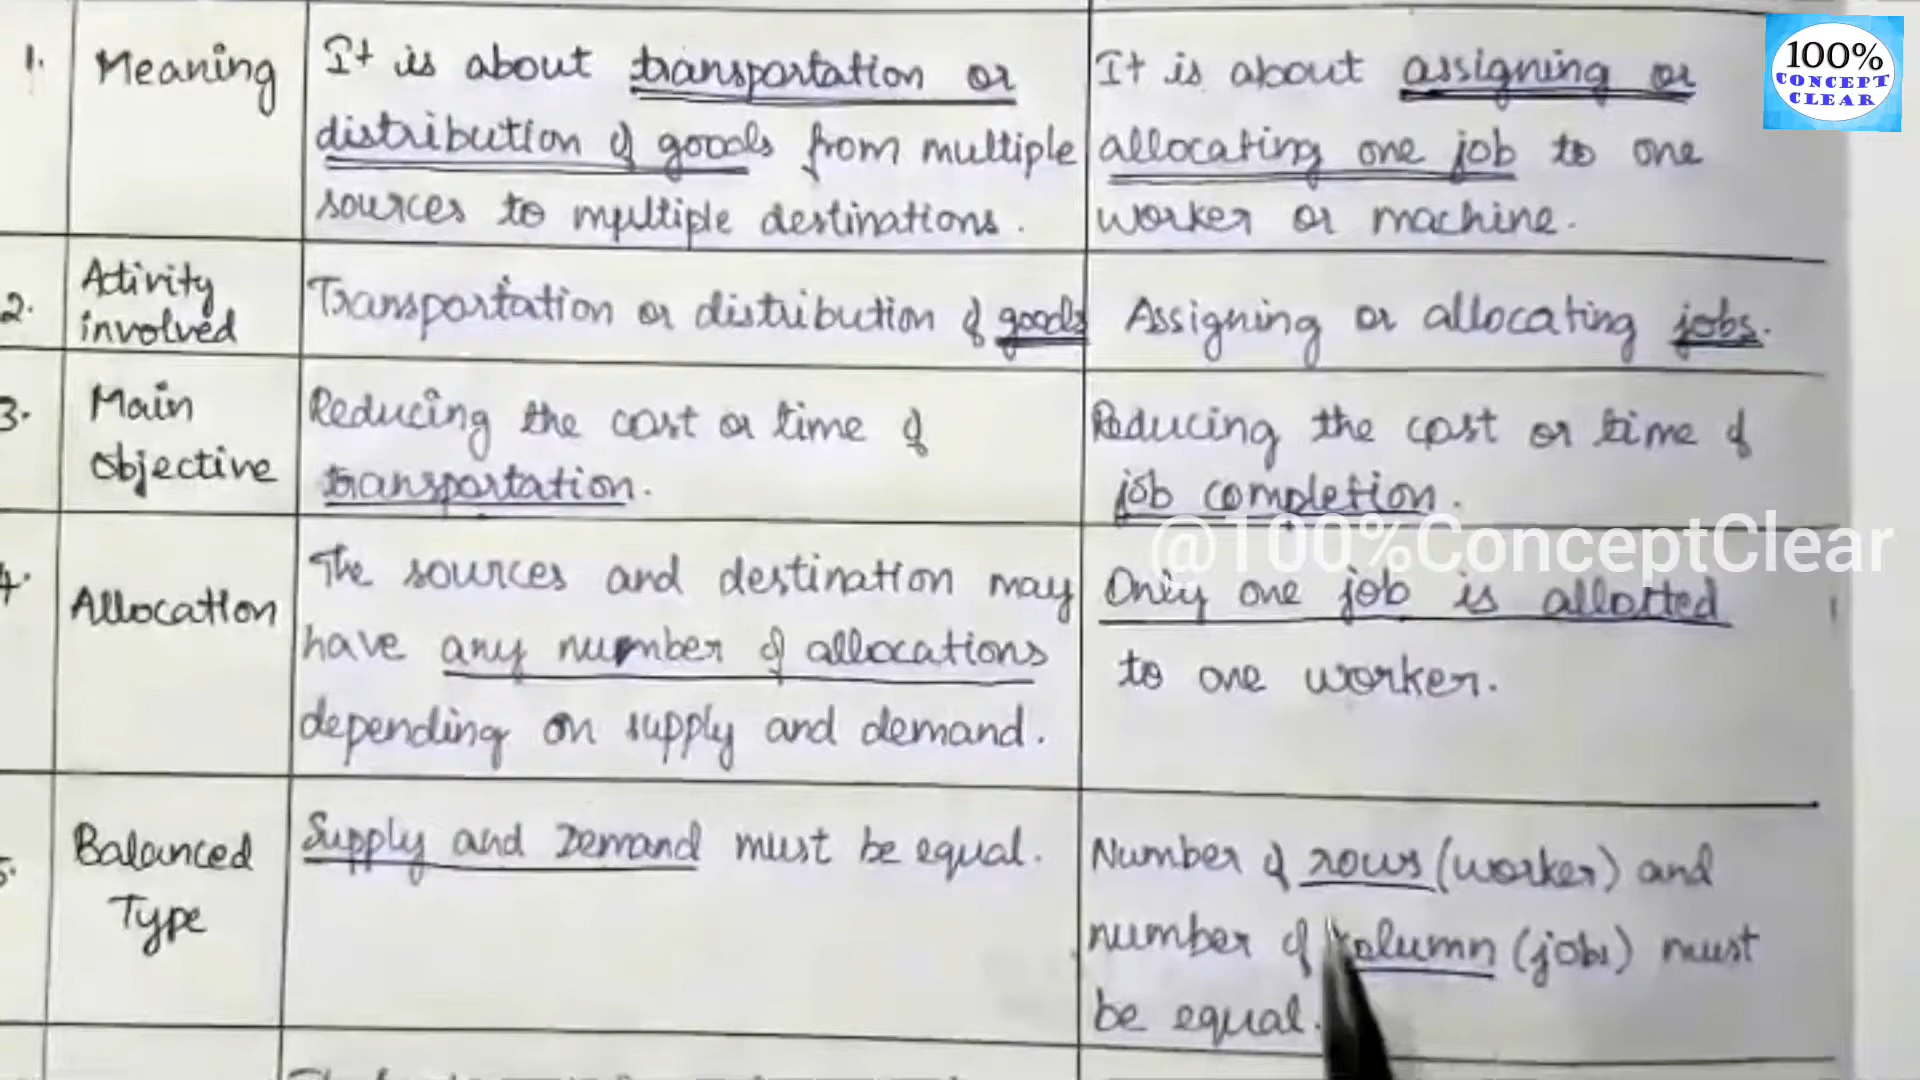 1. Meaning
It is about transportation or
distribution of goods from multiple
sources to multiple destinations.
It is about assigning or
allocating one job to one
worker or machine.
2. Activity
involved
Transportation or distribution of goods
Assigning or allocating jobs.
3. Main
objective
Reducing the cost or time of
transportation.
Reducing the cost or time of
job completion.
4. Allocation
The sources and destination may
have any number of allocations
depending on supply and demand.
Only one job is allotted
to one worker.
5. Balanced
Type
Supply and Demand must be equal.
Number of rows (worker) and
number of column (jobs) must
be equal.
100%
CONCEPT
CLEAR
@100%ConceptClear